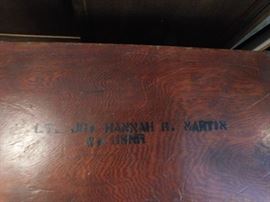 LT. JG. HANNAH R. MARTIN
W. USNR